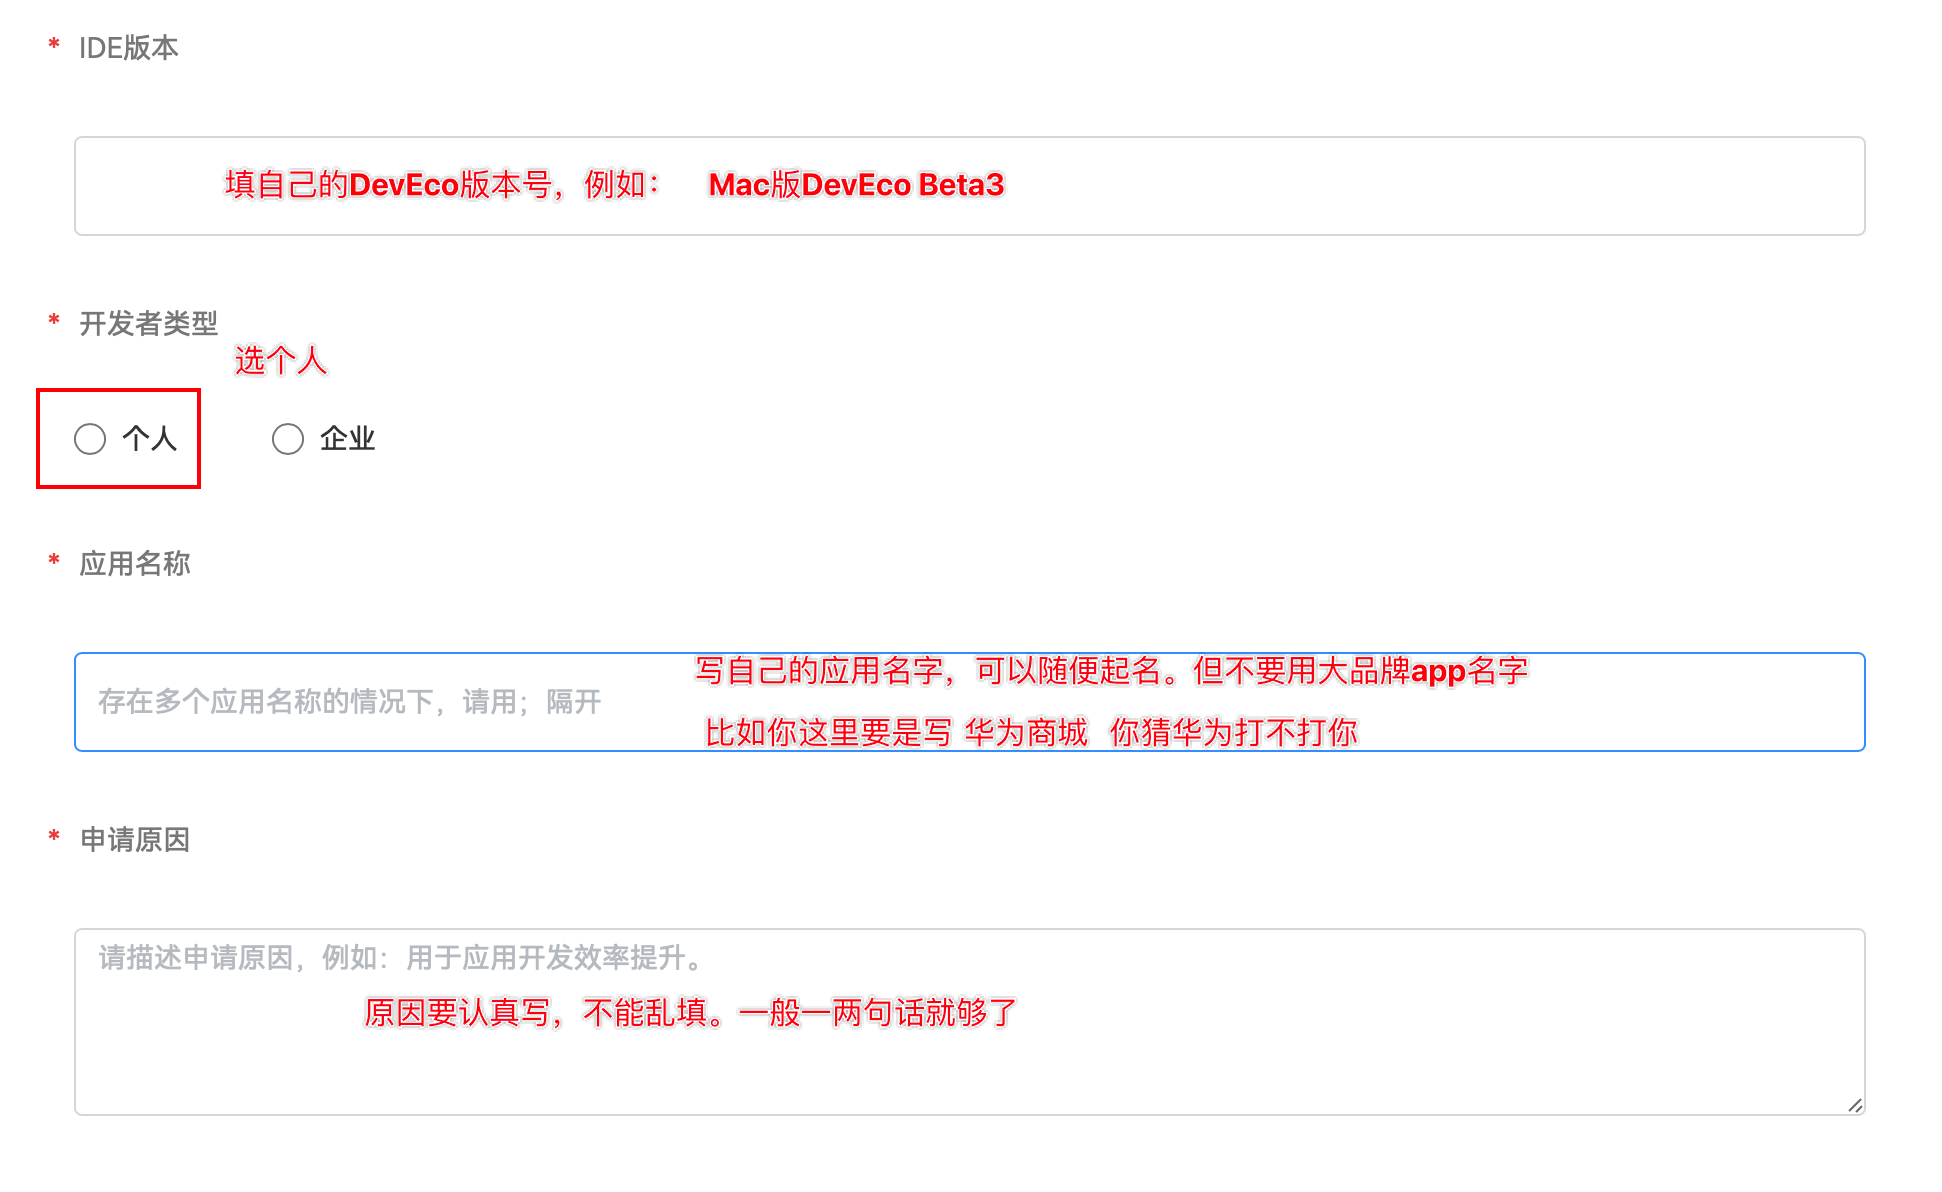 * IDE版本
填自己的DevEco版本号，例如： Mac版DevEco Beta3
* 开发者类型
选个人
个人 企业
* 应用名称
写自己的应用名字，可以随便起名。但不要用大品牌app名字
存在多个应用名称的情况下，请用；隔开
比如你这里要是写 华为商城 你猜华为打不打你
* 申请原因
请描述申请原因，例如：用于应用开发效率提升。
原因要认真写，不能乱填。一般一两句话就够了